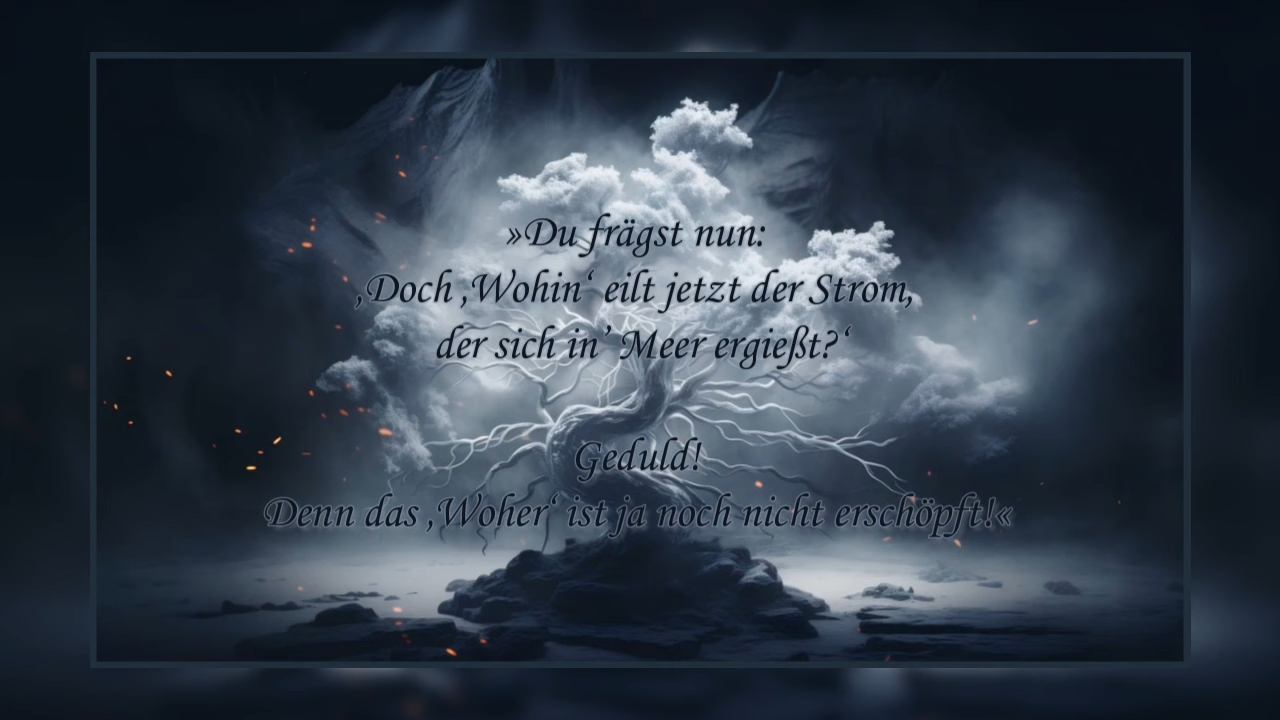 »Du frägst nun:
‚Doch ‚Wohin‘ eilt jetzt der Strom,
der sich in’ Meer ergießt?‘
Geduld!
Denn das ‚Woher‘ ist ja noch nicht erschöpft!«